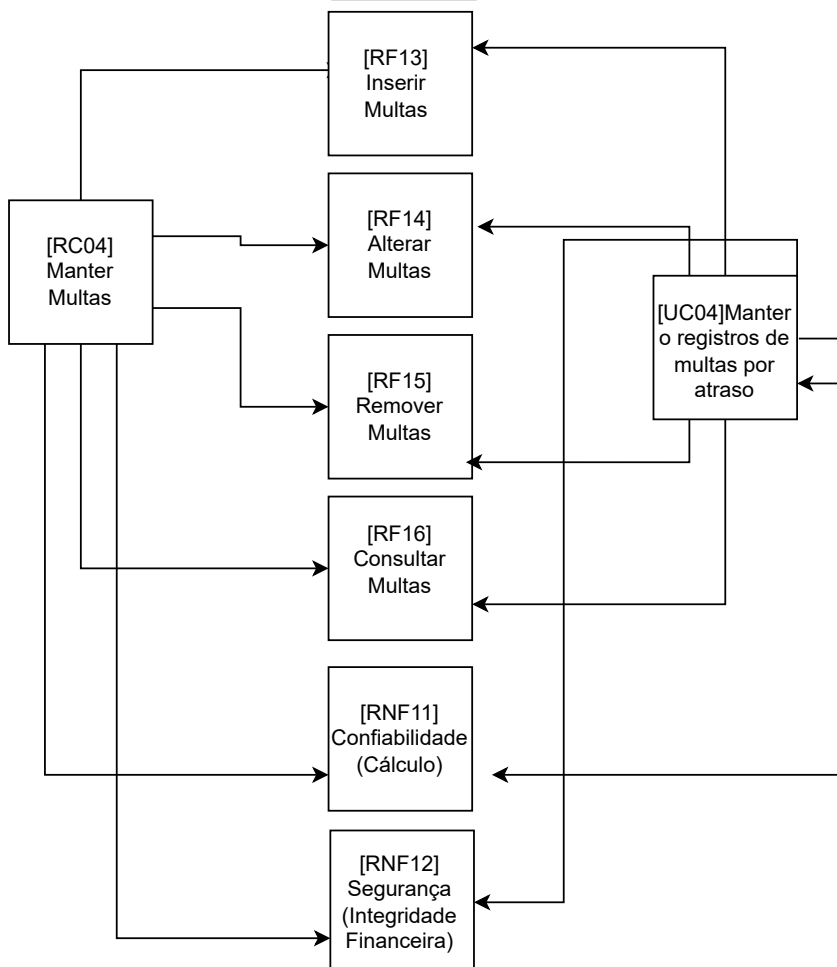 [RF13]
Inserir
Multas
[RC04]
Manter
Multas
[RF14]
Alterar
Multas
[UC04]Manter
o registros de
multas por
atraso
[RF15]
Remover
Multas
[RF16]
Consultar
Multas
[RNF11]
Confiabilidade
(Cálculo)
[RNF12]
Segurança
(Integridade
Financeira)